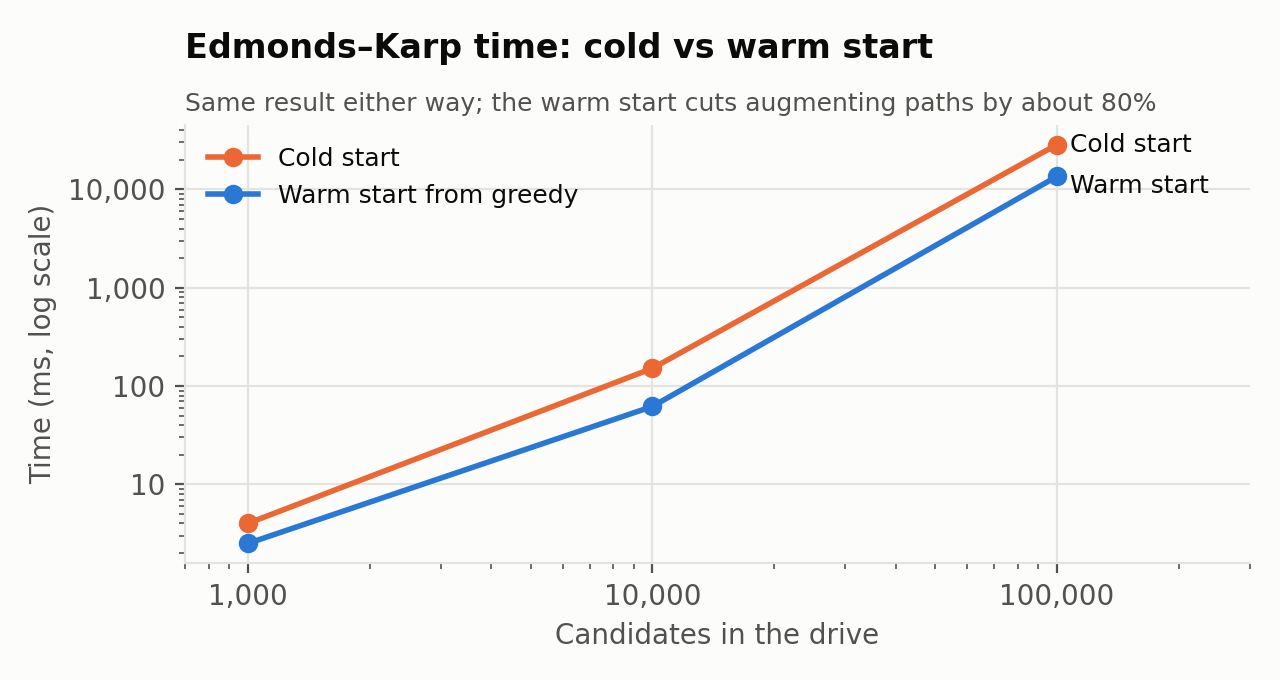 Edmonds–Karp time: cold vs warm start
Same result either way; the warm start cuts augmenting paths by about 80%
Cold start
Warm start from greedy
Cold start
Warm start
Time (ms, log scale)
10,000
1,000
100
10
1,000
10,000
100,000
Candidates in the drive